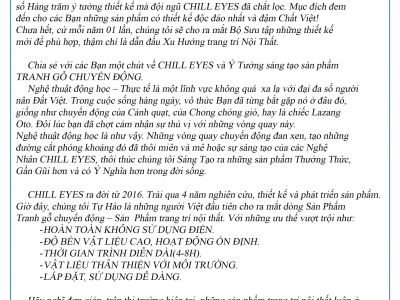 số Hàng trăm ý tưởng thiết kế mà đội ngũ CHILL EYES đã chắt lọc. Mục đích đem
đến cho các Bạn những sản phẩm có thiết kế độc đáo nhất và đậm Chất Việt!
Chưa hết, cứ mỗi năm 01 lần, chúng tôi sẽ cho ra mắt Bộ Sưu tập những thiết kế
mới để phù hợp, thậm chí là dẫn đầu Xu Hướng trang trí Nội Thất.
Chia sẻ với các Bạn một chút về CHILL EYES và Ý Tưởng sáng tạo sản phẩm
TRANH GỖ CHUYỂN ĐỘNG.
Nghệ thuật động học – Thực tế là một lĩnh vực không quá xa lạ với đại đa số người
nân Đất Việt. Trong cuộc sống hàng ngày, vô thức Bạn đã từng bắt gặp nó ở đâu đó,
giống như chuyển động của Cánh quạt, của Chong chóng gió, hay là chiếc Lazang
Oto. Đôi lúc bạn đã chợt cảm nhận sự thú vị với những vòng quay này.
Nghệ thuật động học là như vậy. Những vòng quay chuyển động đan xen, tạo những
đường cắt phóng khoáng đó đã thôi miên và mê hoặc sự sáng tạo của các Nghệ
Nhân CHILL EYES, thôi thúc chúng tôi Sáng Tạo ra những sản phẩm Thưởng Thức,
Gần Gũi hơn và có Ý Nghĩa hơn trong đời sống.
CHILL EYES ra đời từ 2016. Trải qua 4 năm nghiên cứu, thiết kế và phát triển sản phẩm.
Giờ đây, chúng tôi Tự Hào là những người Việt đầu tiên cho ra mắt dòng Sản Phẩm
Tranh gỗ chuyển động – Sản Phẩm trang trí nội thất. Với những ưu thế vượt trội như:
-HOÀN TOÀN KHÔNG SỬ DỤNG ĐIỆN.
-ĐỘ BỀN VẬT LIỆU CAO, HOẠT ĐỘNG ỔN ĐỊNH.
-THỜI GIAN TRÌNH DIỄN DÀI(4-8H).
-VẬT LIỆU THÂN THIỆN VỚI MÔI TRƯỜNG.
-LẮP ĐẶT, SỬ DỤNG DỄ DÀNG.